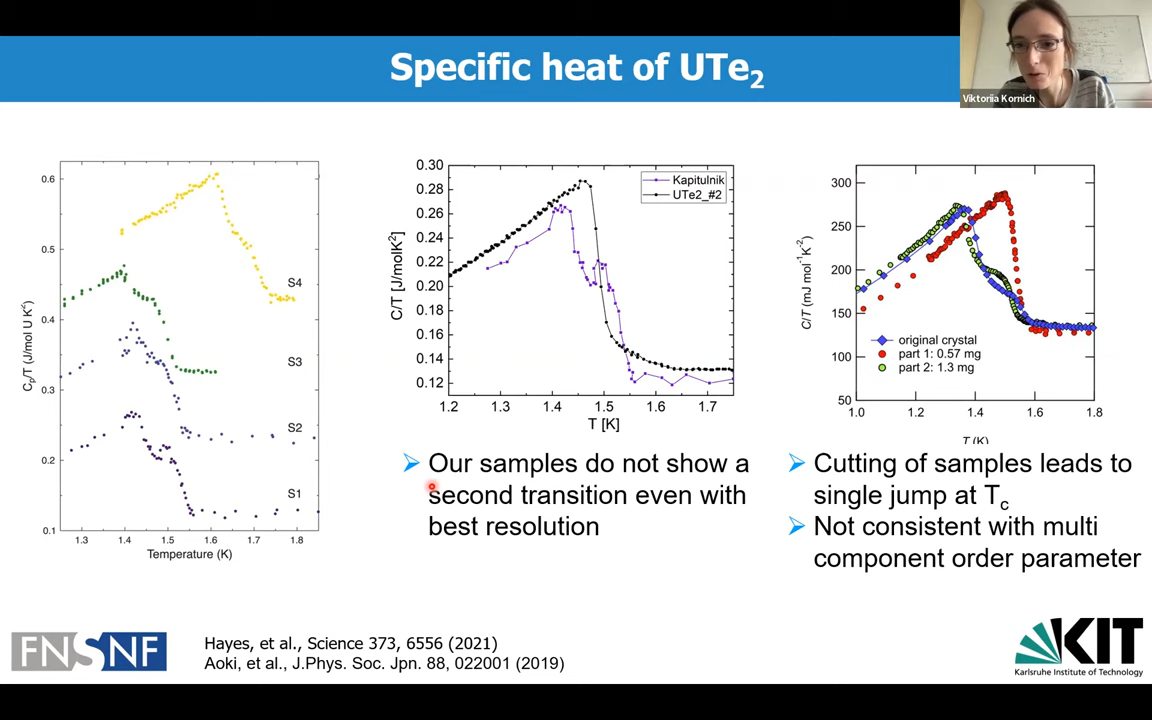 Specific heat of UTe2
Viktoriia Kornich
Cp/T (J/mol U K²)
0.6
0.5
0.4
0.3
0.2
0.1
S4
S3
S2
S1
1.3 1.4 1.5 1.6 1.7 1.8
Temperature (K)
C/T [J/molK²]
0.30
0.28
0.26
0.24
0.22
0.20
0.18
0.16
0.14
0.12
Kapitulnik
UTe2_#2
1.2 1.3 1.4 1.5 1.6 1.7
T [K]
C/T (mJ mol⁻¹K⁻²)
300
250
200
150
100
50
original crystal
part 1: 0.57 mg
part 2: 1.3 mg
1.0 1.2 1.4 1.6 1.8
T (K)
Our samples do not show a
second transition even with
best resolution
Cutting of samples leads to
single jump at Tc
Not consistent with multi
component order parameter
FNSNF
Hayes, et al., Science 373, 6556 (2021)
Aoki, et al., J.Phys. Soc. Jpn. 88, 022001 (2019)
KIT
Karlsruhe Institute of Technology